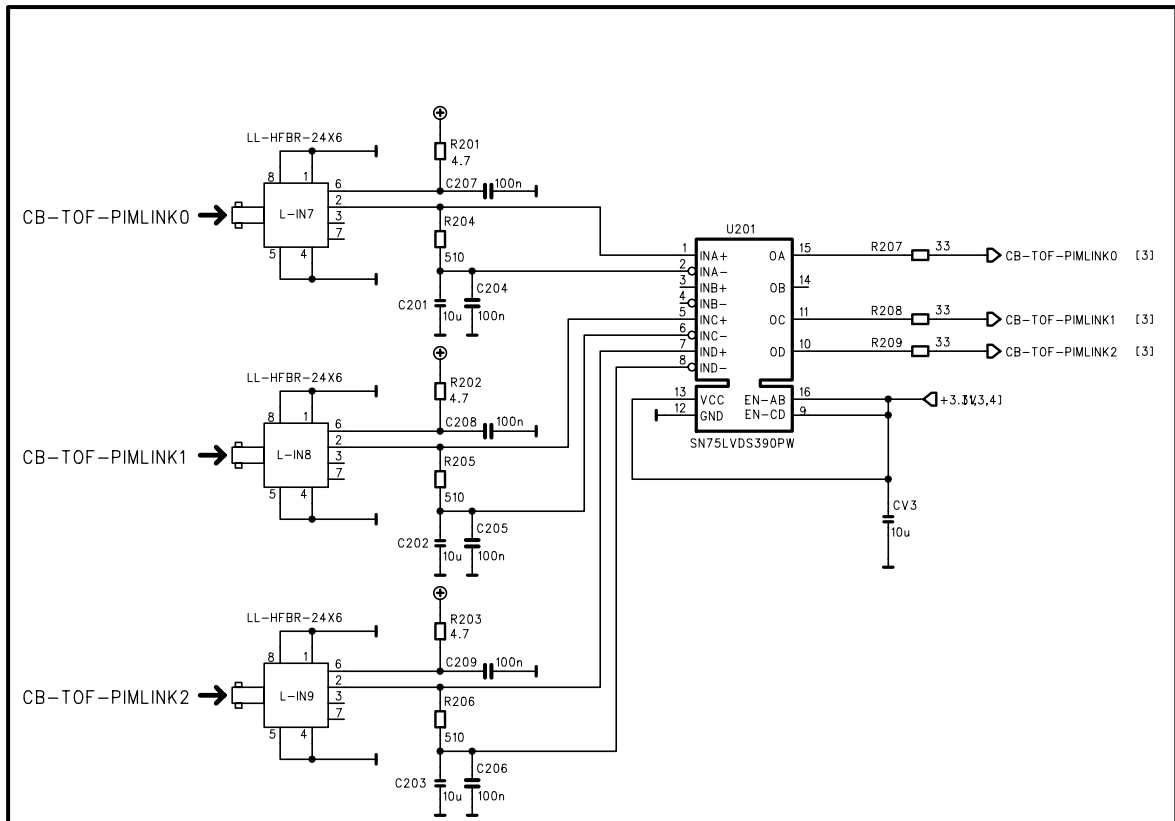 LL-HFBR-24X6
8
1
6
2
3
7
5
4
L-IN7
CB-TOF-PIMLINK0
R201
4.7
C207
100n
R204
510
C201
10u
C204
100n
LL-HFBR-24X6
8
1
6
2
3
7
5
4
L-IN8
CB-TOF-PIMLINK1
R202
4.7
C208
100n
R205
510
C202
10u
C205
100n
LL-HFBR-24X6
8
1
6
2
3
7
5
4
L-IN9
CB-TOF-PIMLINK2
R203
4.7
C209
100n
R206
510
C203
10u
C206
100n
U201
1 INA+ OA 15
2 INA-
3 INB+ OB 14
4 INB-
5 INC+ OC 11
6 INC-
7 IND+ OD 10
8 IND-
13 VCC EN-AB 16
12 GND EN-CD 9
SN75LVDS390PW
R207 33 CB-TOF-PIMLINK0 [3]
R208 33 CB-TOF-PIMLINK1 [3]
R209 33 CB-TOF-PIMLINK2 [3]
CV3
10u